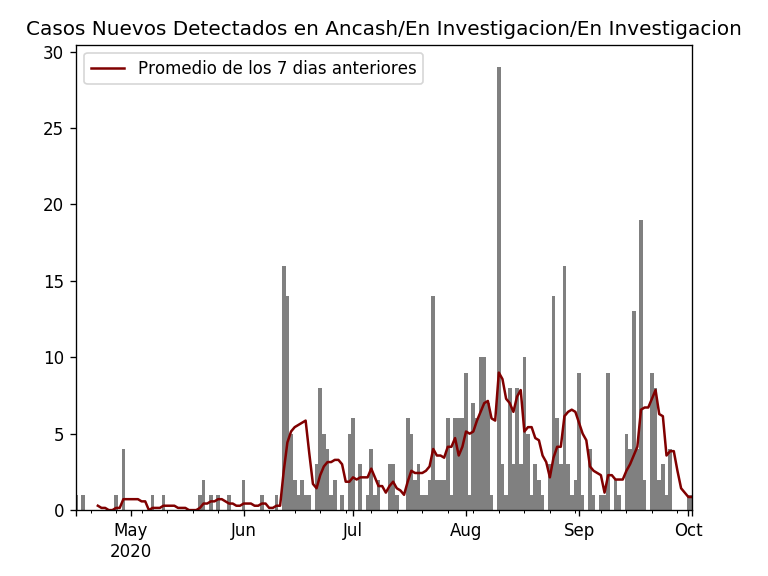 Casos Nuevos Detectados en Ancash/En Investigacion/En Investigacion
Promedio de los 7 dias anteriores
30
25
20
15
10
5
0
May Jun Jul Aug Sep Oct
2020